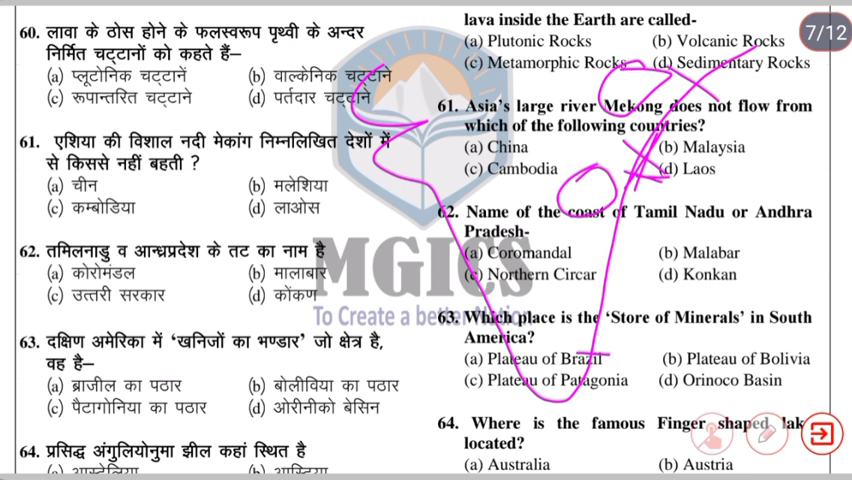 60. लावा के ठोस होने के फलस्वरूप पृथ्वी के अन्दर
निर्मित चट्टानों को कहते हैं—
(a) प्लूटोनिक चट्टानें (b) वाल्केनिक चट्टाने
(c) रूपान्तरित चट्टाने (d) पर्तदार चट्टाने
61. एशिया की विशाल नदी मेकांग निम्नलिखित देशों में
से किससे नहीं बहती ?
(a) चीन (b) मलेशिया
(c) कम्बोडिया (d) लाओस
62. तमिलनाडु व आन्ध्रप्रदेश के तट का नाम है
(a) कोरोमंडल (b) मालाबार
(c) उत्तरी सरकार (d) कोंकण
63. दक्षिण अमेरिका में ‘खनिजों का भण्डार’ जो क्षेत्र है,
वह है—
(a) ब्राजील का पठार (b) बोलीविया का पठार
(c) पैटागोनिया का पठार (d) ओरीनीको बेसिन
64. प्रसिद्ध अंगुलियोनुमा झील कहां स्थित है
lava inside the Earth are called-
(a) Plutonic Rocks (b) Volcanic Rocks
(c) Metamorphic Rocks (d) Sedimentary Rocks
61. Asia's large river Mekong does not flow from
which of the following countries?
(a) China (b) Malaysia
(c) Cambodia (d) Laos
62. Name of the coast of Tamil Nadu or Andhra
Pradesh-
(a) Coromandal (b) Malabar
(c) Northern Circar (d) Konkan
63. Which place is the ‘Store of Minerals’ in South
America?
(a) Plateau of Brazil (b) Plateau of Bolivia
(c) Plateau of Patagonia (d) Orinoco Basin
64. Where is the famous Finger shaped lak
located?
(a) Australia (b) Austria
7/12
MGICS
To Create a better